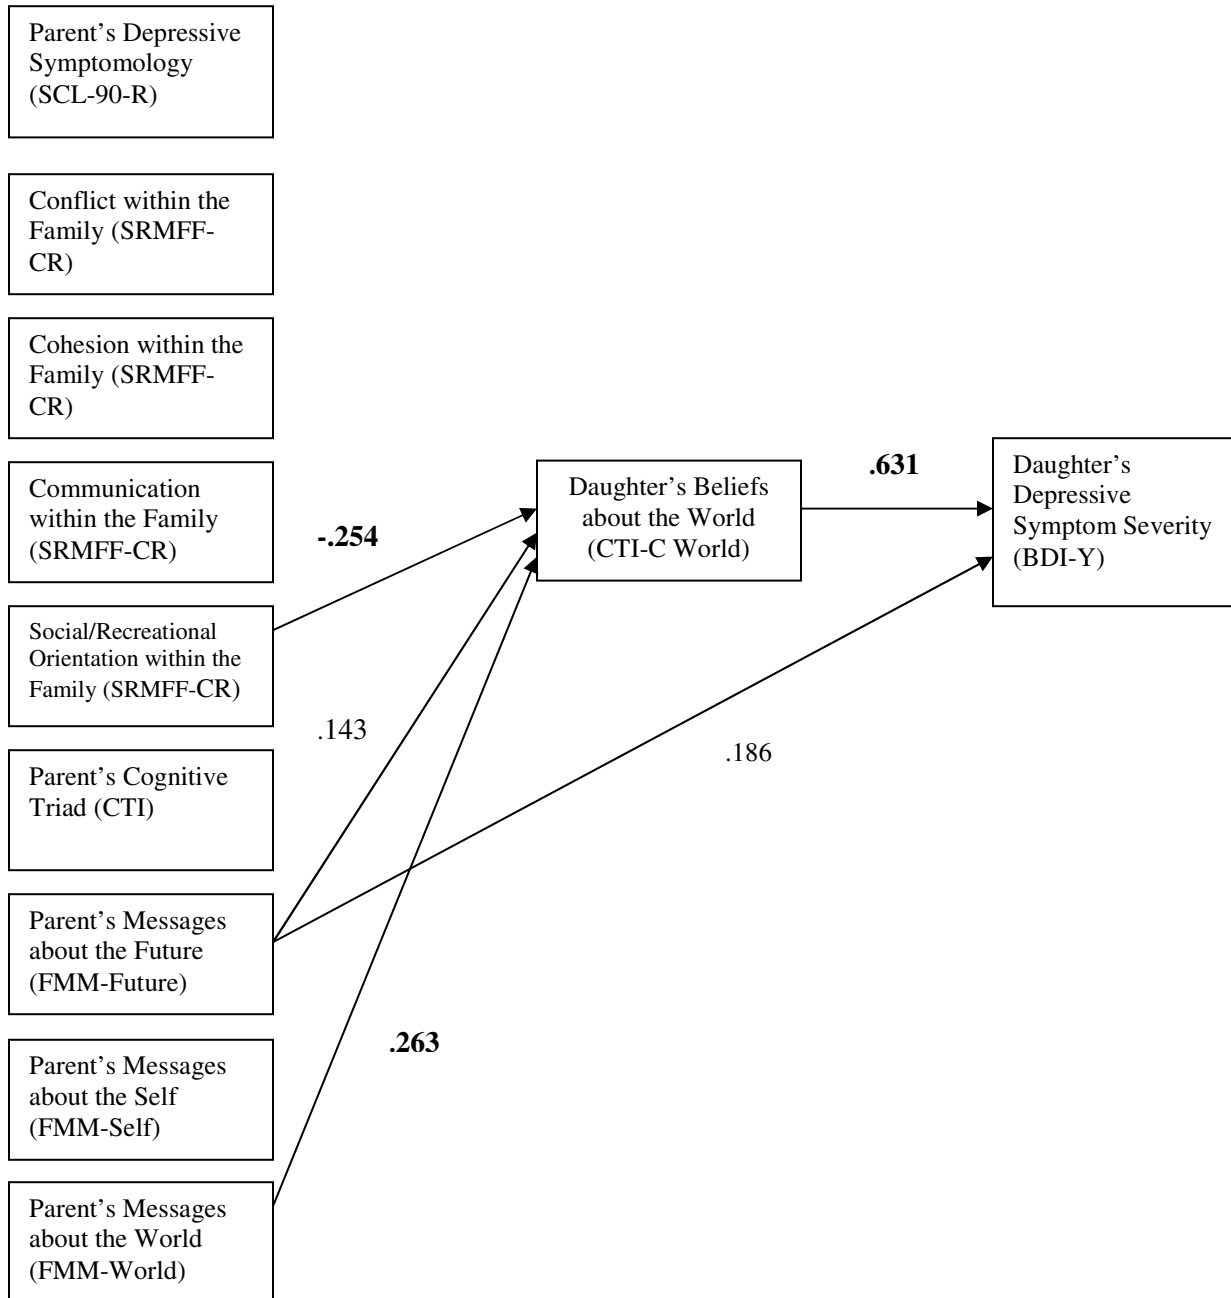 Parent’s Depressive
Symptomology
(SCL-90-R)
Conflict within the
Family (SRMFF-
CR)
Cohesion within the
Family (SRMFF-
CR)
Communication
within the Family
(SRMFF-CR)
Social/Recreational
Orientation within the
Family (SRMFF-CR)
Parent’s Cognitive
Triad (CTI)
Parent’s Messages
about the Future
(FMM-Future)
Parent’s Messages
about the Self
(FMM-Self)
Parent’s Messages
about the World
(FMM-World)
-.254
.143
.263
Daughter’s Beliefs
about the World
(CTI-C World)
.631
.186
Daughter’s
Depressive
Symptom Severity
(BDI-Y)